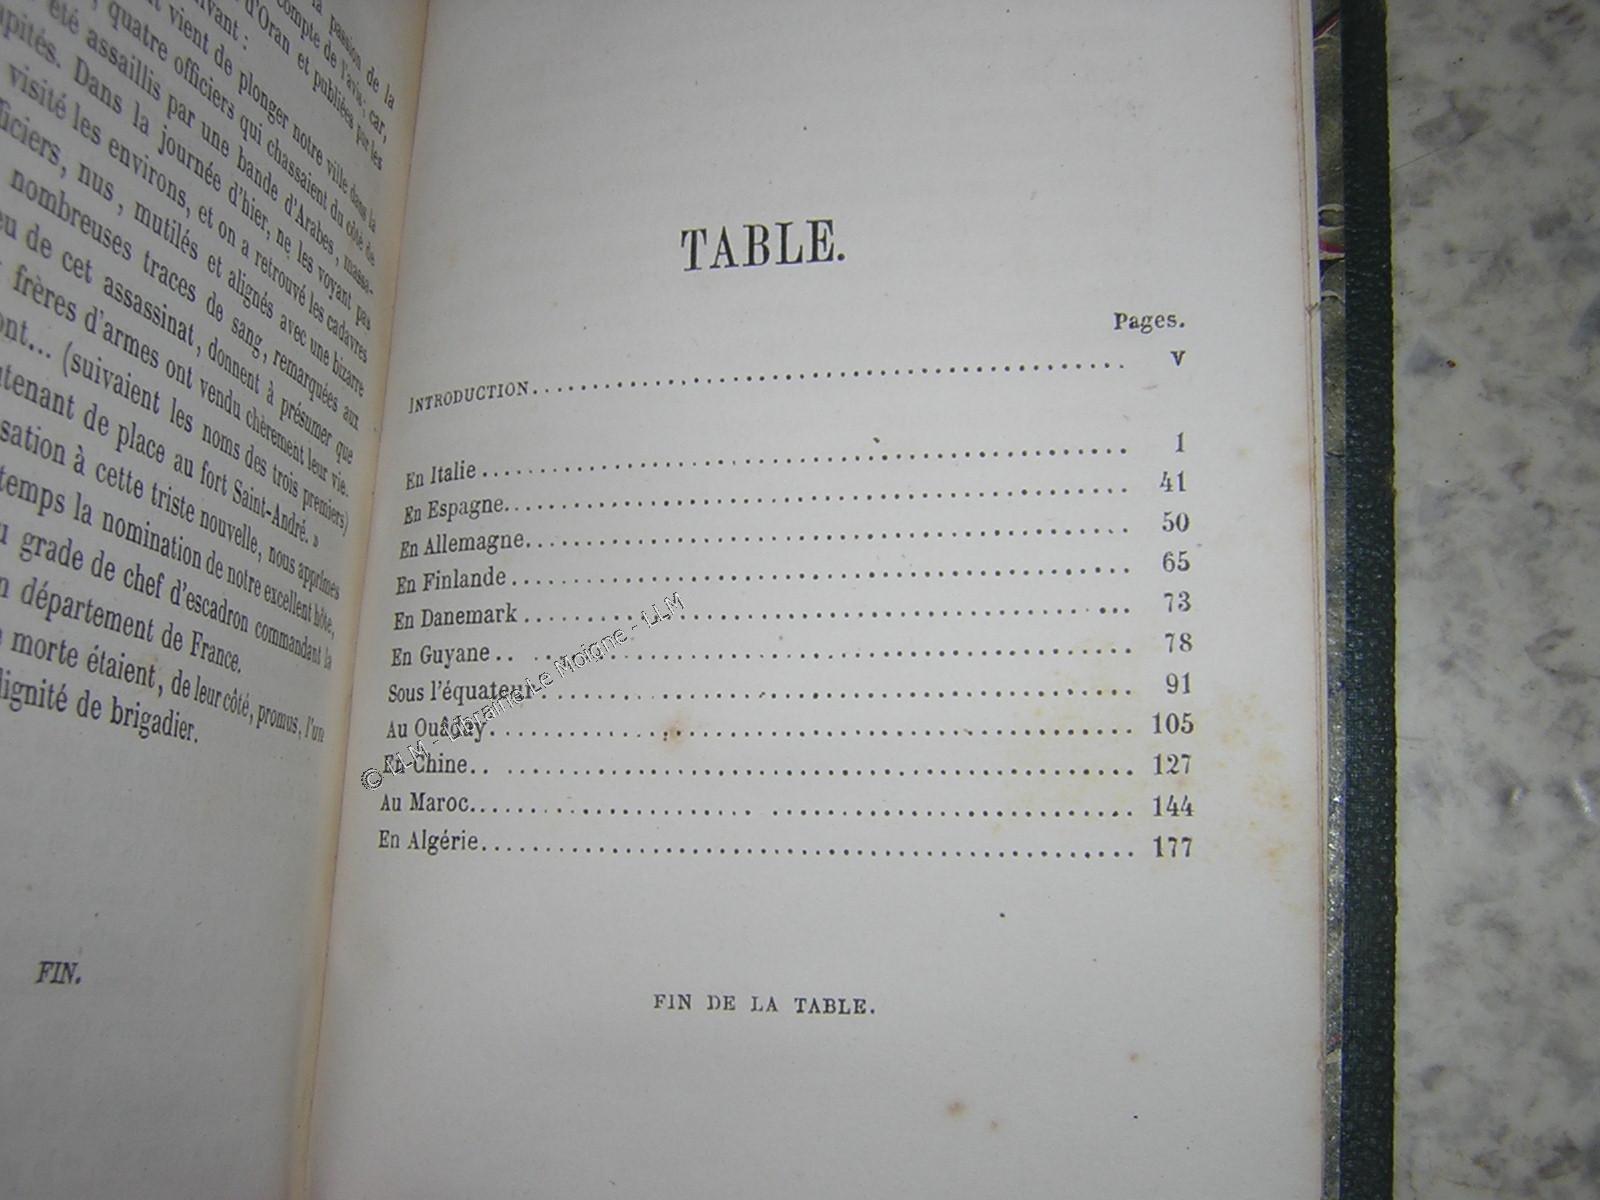 la passion de la
compte de l'avis; car,
d'Oran et publiées par les
vivant :
vient de plonger notre ville dans la
quatre officiers qui chassaient du côté de
été assaillis par une bande d'Arabes, massa-
Dans la journée d'hier, ne les voyant pas
visité les environs, et on a retrouvé les cadavres
nus, mutilés et alignés avec une bizarre
nombreuses traces de sang, remarquées aux
de cet assassinat, donnent à présumer que
frères d'armes ont vendu chèrement leur vie.
(suivaient les noms des trois premiers)
de place au fort Saint-André. »
à cette triste nouvelle, nous apprîmes
temps la nomination de notre excellent hôte,
grade de chef d'escadron commandant la
département de France.
morte étaient, de leur côté, promus, l'un
dignité de brigadier.
FIN.
TABLE.
Pages.
INTRODUCTION........ V
En Italie........ 1
En Espagne........ 41
En Allemagne........ 50
En Finlande........ 65
En Danemark........ 73
En Guyane........ 78
Sous l'équateur........ 91
Au Ouâday........ 105
En Chine........ 127
Au Maroc........ 144
En Algérie........ 177
FIN DE LA TABLE.
© LLM - Librairie Le Moigne - LLM